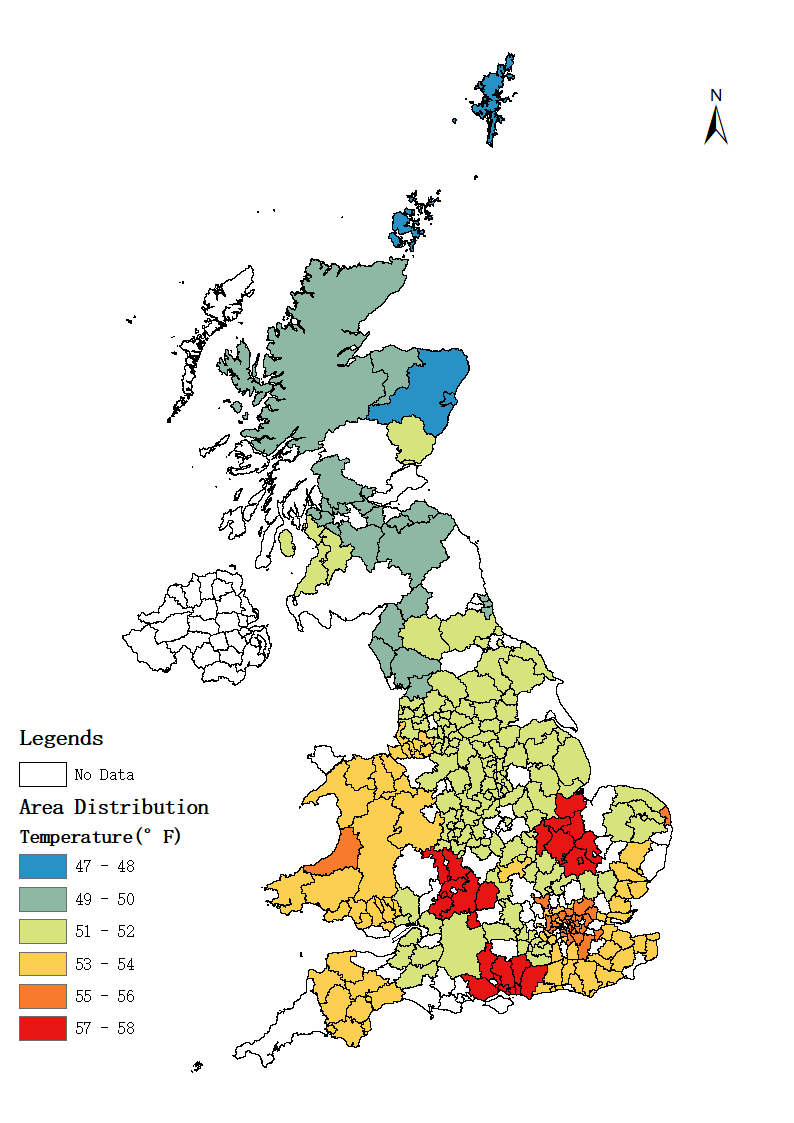 N
Legends
No Data
Area Distribution
Temperature(° F)
47 - 48
49 - 50
51 - 52
53 - 54
55 - 56
57 - 58